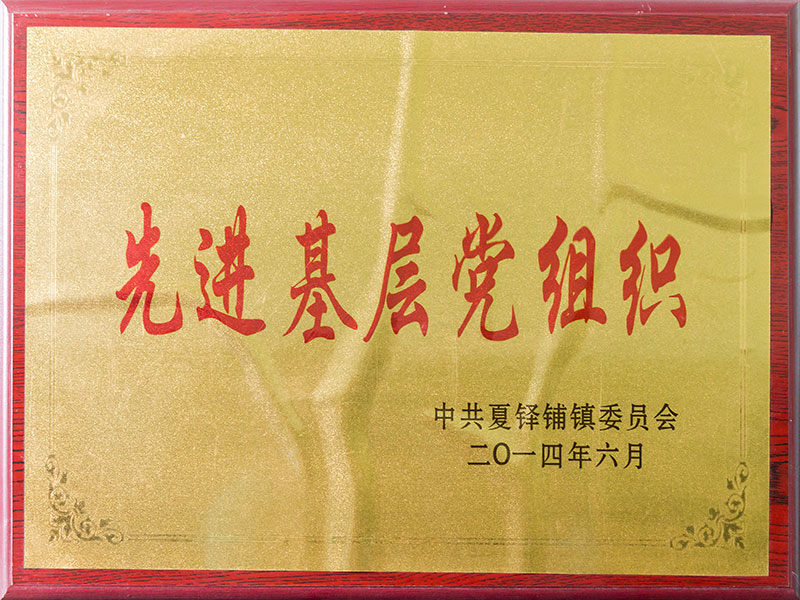 先进基层党组织
中共夏铎铺镇委员会
二〇一四年六月